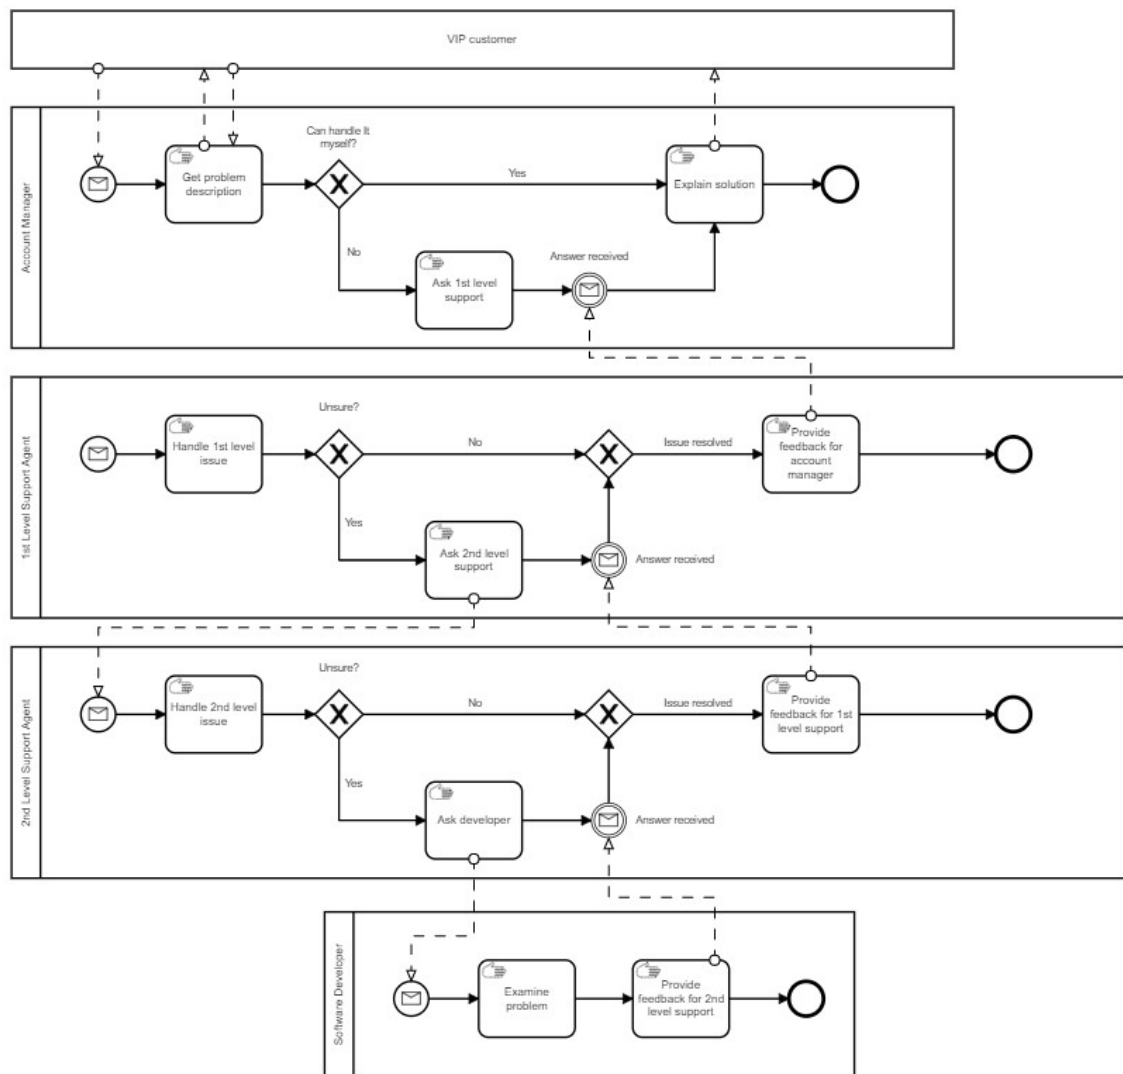 VIP customer
Account Manager
Can handle It
myself?
Get problem
description
Yes
Explain solution
No
Ask 1st level
support
Answer received
1st Level Support Agent
Unsure?
Handle 1st level
issue
No
Issue resolved
Provide
feedback for
account
manager
Yes
Ask 2nd level
support
Answer received
2nd Level Support Agent
Unsure?
Handle 2nd level
issue
No
Issue resolved
Provide
feedback for 1st
level support
Yes
Ask developer
Answer received
Software Developer
Examine
problem
Provide
feedback for 2nd
level support